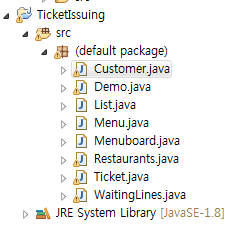 TicketIssuing
src
(default package)
Customer.java
Demo.java
List.java
Menu.java
Menuboard.java
Restaurants.java
Ticket.java
WaitingLines.java
JRE System Library [JavaSE-1.8]